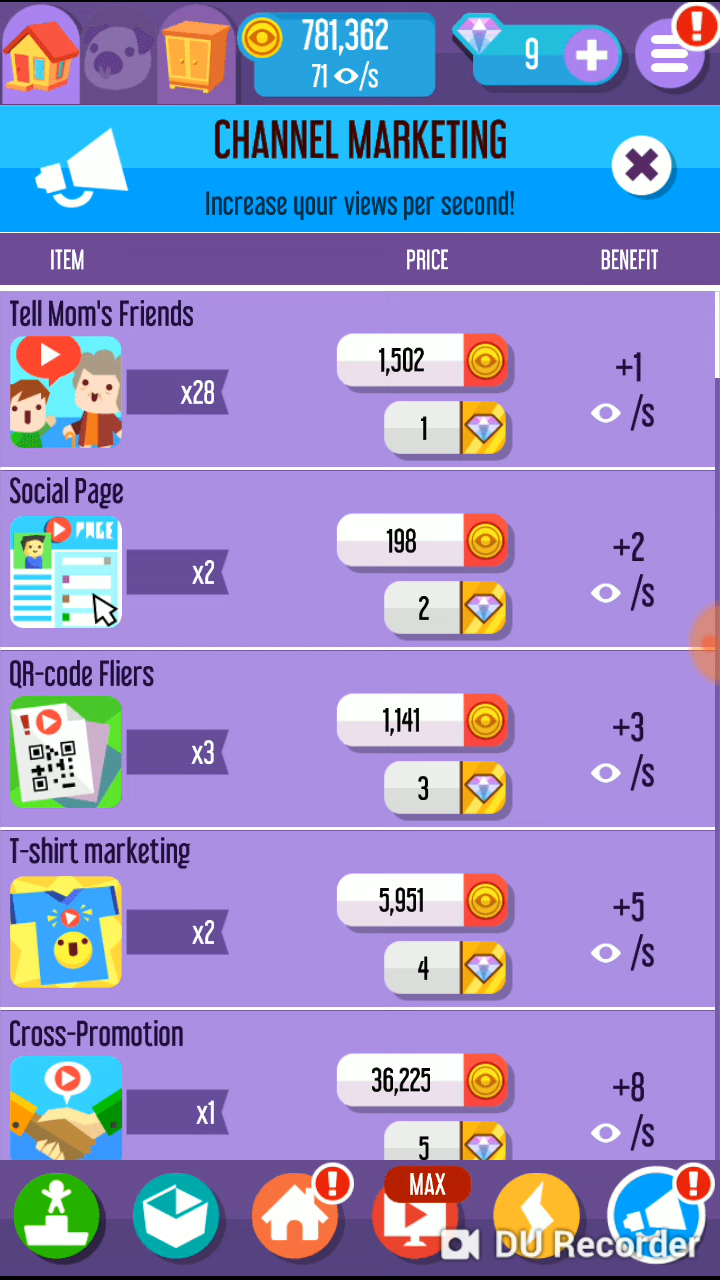 781,362
71 /s
9
!
CHANNEL MARKETING
Increase your views per second!
ITEM PRICE BENEFIT
Tell Mom's Friends
x28
1,502
1
+1
/s
Social Page
PAGE
x2
198
2
+2
/s
QR-code Fliers
!
x3
1,141
3
+3
/s
T-shirt marketing
x2
5,951
4
+5
/s
Cross-Promotion
x1
36,225
5
+8
/s
!
MAX
!
DU Recorder